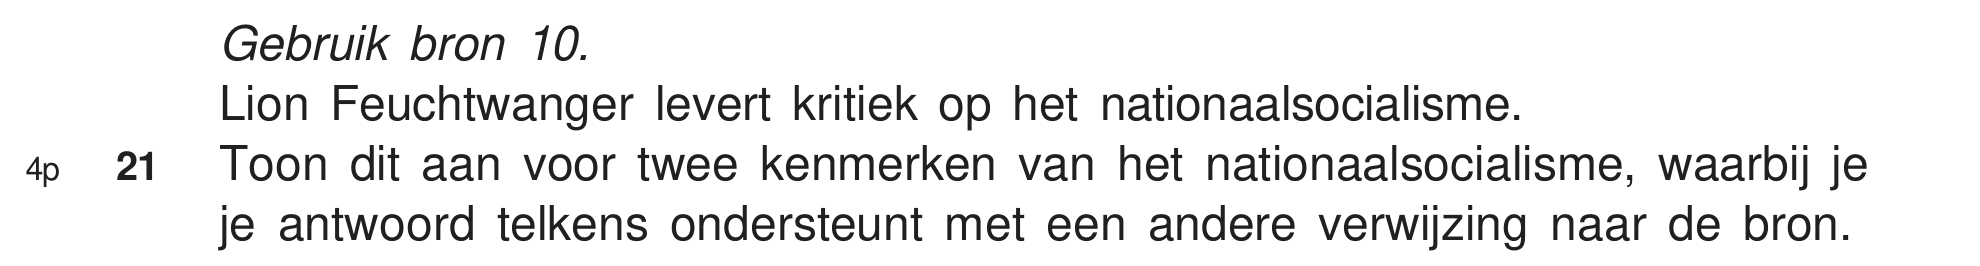 Gebruik bron 10.
Lion Feuchtwanger levert kritiek op het nationaalsocialisme.
4p 21 Toon dit aan voor twee kenmerken van het nationaalsocialisme, waarbij je
je antwoord telkens ondersteunt met een andere verwijzing naar de bron.